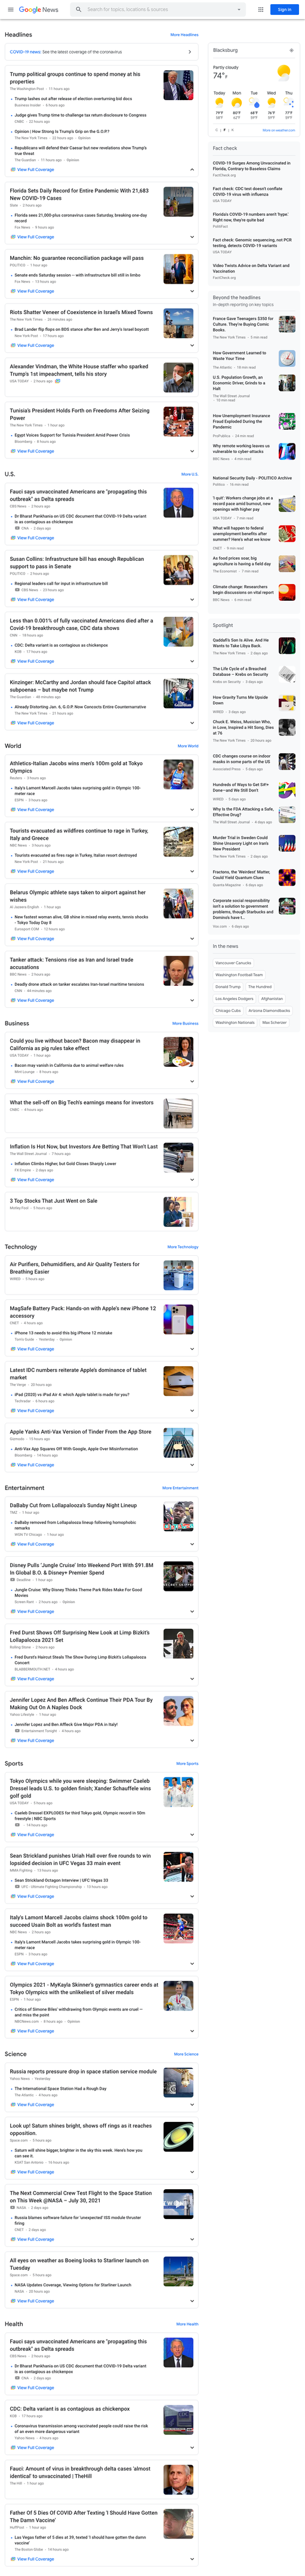 Google News
Search for topics, locations & sources
Sign in
Headlines
More Headlines
COVID-19 news: See the latest coverage of the coronavirus
Trump political groups continue to spend money at his
properties
The Washington Post · 11 hours ago
Trump lashes out after release of election-overturning bid docs
Business Insider · 4 hours ago
Judge gives Trump time to challenge tax return disclosure to Congress
CNBC · 22 hours ago
Opinion | How Strong Is Trump's Grip on the G.O.P.?
The New York Times · 22 hours ago · Opinion
Republicans will defend their Caesar but new revelations show Trump's
true threat
The Guardian · 11 hours ago · Opinion
View Full Coverage
Florida Sets Daily Record for Entire Pandemic With 21,683
New COVID-19 Cases
Slate · 2 hours ago
Florida sees 21,000-plus coronavirus cases Saturday, breaking one-day
record
Fox News · 8 hours ago
View Full Coverage
Manchin: No guarantee reconciliation package will pass
POLITICO · 1 hour ago
Senate ends Saturday session — with infrastructure bill still in limbo
Fox News · 15 hours ago
View Full Coverage
Riots Shatter Veneer of Coexistence in Israel's Mixed Towns
The New York Times · 26 minutes ago
Brad Lander flip flops on BDS stance after Ben and Jerry's Israel boycott
New York Post · 17 hours ago
View Full Coverage
Alexander Vindman, the White House staffer who sparked
Trump's 1st impeachment, tells his story
USA TODAY · 2 hours ago
Tunisia's President Holds Forth on Freedoms After Seizing
Power
The New York Times · 1 hour ago
Egypt Voices Support for Tunisia President Amid Power Crisis
Bloomberg · 8 hours ago
View Full Coverage
U.S.
More U.S.
Fauci says unvaccinated Americans are "propagating this
outbreak" as Delta spreads
CBS News · 2 hours ago
Dr Bharat Pankhania on US CDC document that COVID-19 Delta variant
is as contagious as chickenpox
CNA · 2 days ago
View Full Coverage
Susan Collins: Infrastructure bill has enough Republican
support to pass in Senate
POLITICO · 2 hours ago
Regional leaders call for input in infrastructure bill
CBS News · 23 hours ago
View Full Coverage
Less than 0.001% of fully vaccinated Americans died after a
Covid-19 breakthrough case, CDC data shows
CNN · 19 hours ago
CDC: Delta variant is as contagious as chickenpox
KOB · 17 hours ago
View Full Coverage
Kinzinger: McCarthy and Jordan should face Capitol attack
subpoenas – but maybe not Trump
The Guardian · 49 minutes ago
Already Distorting Jan. 6, G.O.P. Now Concocts Entire Counternarrative
The New York Times · 21 hours ago
View Full Coverage
World
More World
Athletics-Italian Jacobs wins men's 100m gold at Tokyo
Olympics
Reuters · 3 hours ago
Italy's Lamont Marcell Jacobs takes surprising gold in Olympic 100-
meter race
ESPN · 5 hours ago
View Full Coverage
Tourists evacuated as wildfires continue to rage in Turkey,
Italy and Greece
ABC News · 4 hours ago
Tourists evacuated as fires rage in Turkey, Italian resort destroyed
New York Post · 21 hours ago
View Full Coverage
Belarus Olympic athlete says taken to airport against her
wishes
Al Jazeera English · 1 hour ago
New fastest woman alive, GB shine in mixed relay events, tennis shocks
- Tokyo Today Day 8
Eurosport COM · 12 hours ago
View Full Coverage
Tanker attack: Tensions rise as Iran and Israel trade
accusations
BBC News · 2 hours ago
Deadly drone attack on tanker escalates Iran-Israel maritime tensions
CNN · 44 minutes ago
View Full Coverage
Business
More Business
Could you live without bacon? Bacon may disappear in
California as pig rules take effect
USA TODAY · 1 hour ago
Bacon may vanish in California due to animal welfare rules
Mint Lounge · 8 hours ago
View Full Coverage
What the sell-off on Big Tech's earnings means for investors
CNBC · 4 hours ago
Inflation Is Hot Now, but Investors Are Betting That Won't Last
The Wall Street Journal · 7 hours ago
Inflation Climbs Higher, but Gold Closes Sharply Lower
FX Empire · 2 days ago
View Full Coverage
3 Top Stocks That Just Went on Sale
Motley Fool · 5 hours ago
Technology
More Technology
Air Purifiers, Dehumidifiers, and Air Quality Testers for
Breathing Easier
WIRED · 5 hours ago
MagSafe Battery Pack: Hands-on with Apple's new iPhone 12
accessory
CNET · 4 hours ago
iPhone 13 needs to avoid this big iPhone 12 mistake
Tom's Guide · Yesterday · Opinion
View Full Coverage
Latest IDC numbers reiterate Apple's dominance of tablet
market
The Verge · 20 hours ago
iPad (2020) vs iPad Air 4: which Apple tablet is made for you?
Techradar · 8 hours ago
View Full Coverage
Apple Yanks Anti-Vax Version of Tinder From the App Store
Gizmodo · 15 hours ago
Anti-Vax App Squares Off With Google, Apple Over Misinformation
Bloomberg · 24 hours ago
View Full Coverage
Entertainment
More Entertainment
DaBaby Cut from Lollapalooza's Sunday Night Lineup
TMZ · 1 hour ago
DaBaby removed from Lollapalooza lineup following homophobic
remarks
WGN TV Chicago · 1 hour ago
View Full Coverage
Disney Pulls 'Jungle Cruise' Into Weekend Port With $91.8M
In Global B.O. & Disney+ Premier Spend
Deadline · 1 hour ago
Jungle Cruise: Why Disney Thinks Theme Park Rides Make For Good
Movies
Screen Rant · 2 hours ago · Opinion
View Full Coverage
Fred Durst Shows Off Surprising New Look at Limp Bizkit's
Lollapalooza 2021 Set
Rolling Stone · 2 hours ago
Fred Durst's Haircut Steals The Show During Limp Bizkit's Lollapalooza
Concert
BLABBERMOUTH.NET · 4 hours ago
View Full Coverage
Jennifer Lopez And Ben Affleck Continue Their PDA Tour By
Making Out On A Naples Dock
Yahoo Lifestyle · 1 hour ago
Jennifer Lopez and Ben Affleck Give Major PDA in Italy!
Entertainment Tonight · 4 hours ago
View Full Coverage
Sports
More Sports
Tokyo Olympics while you were sleeping: Swimmer Caeleb
Dressel leads U.S. to golden finish; Xander Schauffele wins
golf gold
USA TODAY · 3 hours ago
Caeleb Dressel EXPLODES for third Tokyo gold, Olympic record in 50m
freestyle | NBC Sports
14 hours ago
View Full Coverage
Sean Strickland punishes Uriah Hall over five rounds to win
lopsided decision in UFC Vegas 33 main event
MMA Fighting · 13 hours ago
Sean Strickland Octagon Interview | UFC Vegas 33
UFC - Ultimate Fighting Championship · 13 hours ago
View Full Coverage
Italy's Lamont Marcell Jacobs claims shock 100m gold to
succeed Usain Bolt as world's fastest man
BBC News · 2 hours ago
Italy's Lamont Marcell Jacobs takes surprising gold in Olympic 100-
meter race
ESPN · 5 hours ago
View Full Coverage
Olympics 2021 - MyKayla Skinner's gymnastics career ends at
Tokyo Olympics with the unlikeliest of silver medals
ESPN · 1 hour ago
Critics of Simone Biles' withdrawing from Olympic events are cruel —
and miss the point
NBCNews.com · 8 hours ago · Opinion
View Full Coverage
Science
More Science
Russia reports pressure drop in space station service module
Yahoo News · Yesterday
The International Space Station Had a Rough Day
The Atlantic · 8 hours ago
View Full Coverage
Look up! Saturn shines bright, shows off rings as it reaches
opposition.
Space.com · 5 hours ago
Saturn will shine bigger, brighter in the sky this week. Here's how you
can see it.
KSAT San Antonio · 19 hours ago
View Full Coverage
The Next Commercial Crew Test Flight to the Space Station
on This Week @NASA – July 30, 2021
NASA · 2 days ago
Russia blames software failure for 'unexpected' ISS module thruster
firing
CNET · 2 days ago
View Full Coverage
All eyes on weather as Boeing looks to Starliner launch on
Tuesday
Space.com · 3 hours ago
NASA Updates Coverage, Viewing Options for Starliner Launch
NASA · 20 hours ago
View Full Coverage
Health
More Health
Fauci says unvaccinated Americans are "propagating this
outbreak" as Delta spreads
CBS News · 2 hours ago
Dr Bharat Pankhania on US CDC document that COVID-19 Delta variant
is as contagious as chickenpox
CNA · 2 days ago
View Full Coverage
CDC: Delta variant is as contagious as chickenpox
KOB · 17 hours ago
Coronavirus transmission among vaccinated people could raise the risk
of an even more dangerous variant
Yahoo News · 4 hours ago
View Full Coverage
Fauci: Amount of virus in breakthrough delta cases 'almost
identical' to unvaccinated | TheHill
The Hill · 1 hour ago
Father Of 5 Dies Of COVID After Texting 'I Should Have Gotten
The Damn Vaccine'
HuffPost · 7 hour ago
Las Vegas father of 5 dies at 39, texted 'I should have gotten the damn
vaccine'
The Boston Globe · 14 hours ago
View Full Coverage
Blacksburg
Partly cloudy
74°F
Today Mon Tue Wed Thu
C | F | K
More on weather.com
Fact check
COVID-19 Surges Among Unvaccinated in
Florida, Contrary to Baseless Claims
FactCheck.org
Fact check: CDC test doesn't conflate
COVID-19 virus with influenza
USA TODAY
Florida's COVID-19 numbers aren't 'hype.'
Right now, they're quite bad
PolitiFact
Fact check: Genomic sequencing, not PCR
testing, detects COVID-19 variants
USA TODAY
Video Twists Advice on Delta Variant and
Vaccination
FactCheck.org
Beyond the headlines
In-depth reporting on key topics
France Gave Teenagers $350 for
Culture. They're Buying Comic
Books.
The New York Times · 5 min read
How Government Learned to
Waste Your Time
The Atlantic · 18 min read
U.S. Population Growth, an
Economic Driver, Grinds to a
Halt
The Wall Street Journal
10 min read
How Unemployment Insurance
Fraud Exploded During the
Pandemic
ProPublica · 24 min read
Why remote working leaves us
vulnerable to cyber-attacks
BBC News · 4 min read
National Security Daily - POLITICO Archive
Politico · 14 min read
'I quit': Workers change jobs at a
record pace amid burnout, new
openings with higher pay
USA TODAY · 7 min read
What will happen to federal
unemployment benefits after
summer? Here's what we know
CNET · 8 min read
As food prices soar, big
agriculture is having a field day
The Economist · 7 min read
Climate change: Researchers
begin discussions on vital report
BBC News · 4 min read
Spotlight
Gaddafi's Son Is Alive. And He
Wants to Take Libya Back.
The New York Times · 2 days ago
The Life Cycle of a Breached
Database – Krebs on Security
Krebs on Security · 3 days ago
How Gravity Turns Me Upside
Down
WIRED · 3 days ago
Chuck E. Weiss, Musician Who,
in Love, Inspired a Hit Song, Dies
at 76
The New York Times · 20 hours ago
CDC changes course on indoor
masks in some parts of the US
Associated Press · 5 days ago
Hundreds of Ways to Get S#!+
Done—and We Still Don't
WIRED · 5 days ago
Why Is the FDA Attacking a Safe,
Effective Drug?
The Wall Street Journal · 4 days ago
Murder Trial in Sweden Could
Shine Unsavory Light on Iran's
New President
The New York Times · 2 days ago
Fractons, the 'Weirdest' Matter,
Could Yield Quantum Clues
Quanta Magazine · 6 days ago
Corporate social responsibility
isn't a solution to government
problems, though Starbucks and
Domino's have t…
Vox.com · 6 days ago
In the news
Vancouver Canucks
Washington Football Team
Donald Trump
The Hundred
Los Angeles Dodgers
Afghanistan
Chicago Cubs
Arizona Diamondbacks
Washington Nationals
Max Scherzer